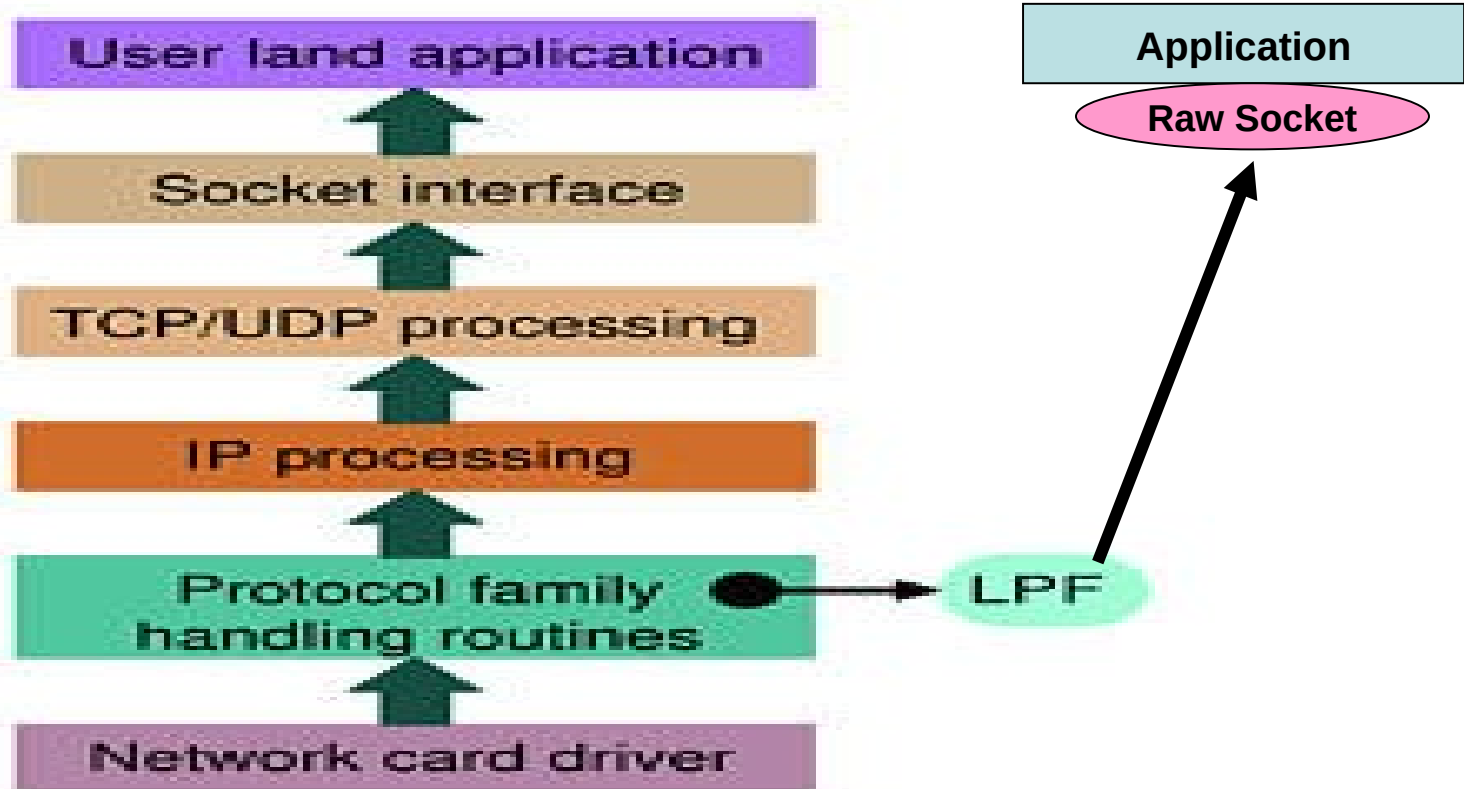 User land application
Socket interface
TCP/UDP processing
IP processing
Protocol family
handling routines
Network card driver
LPF
Application
Raw Socket